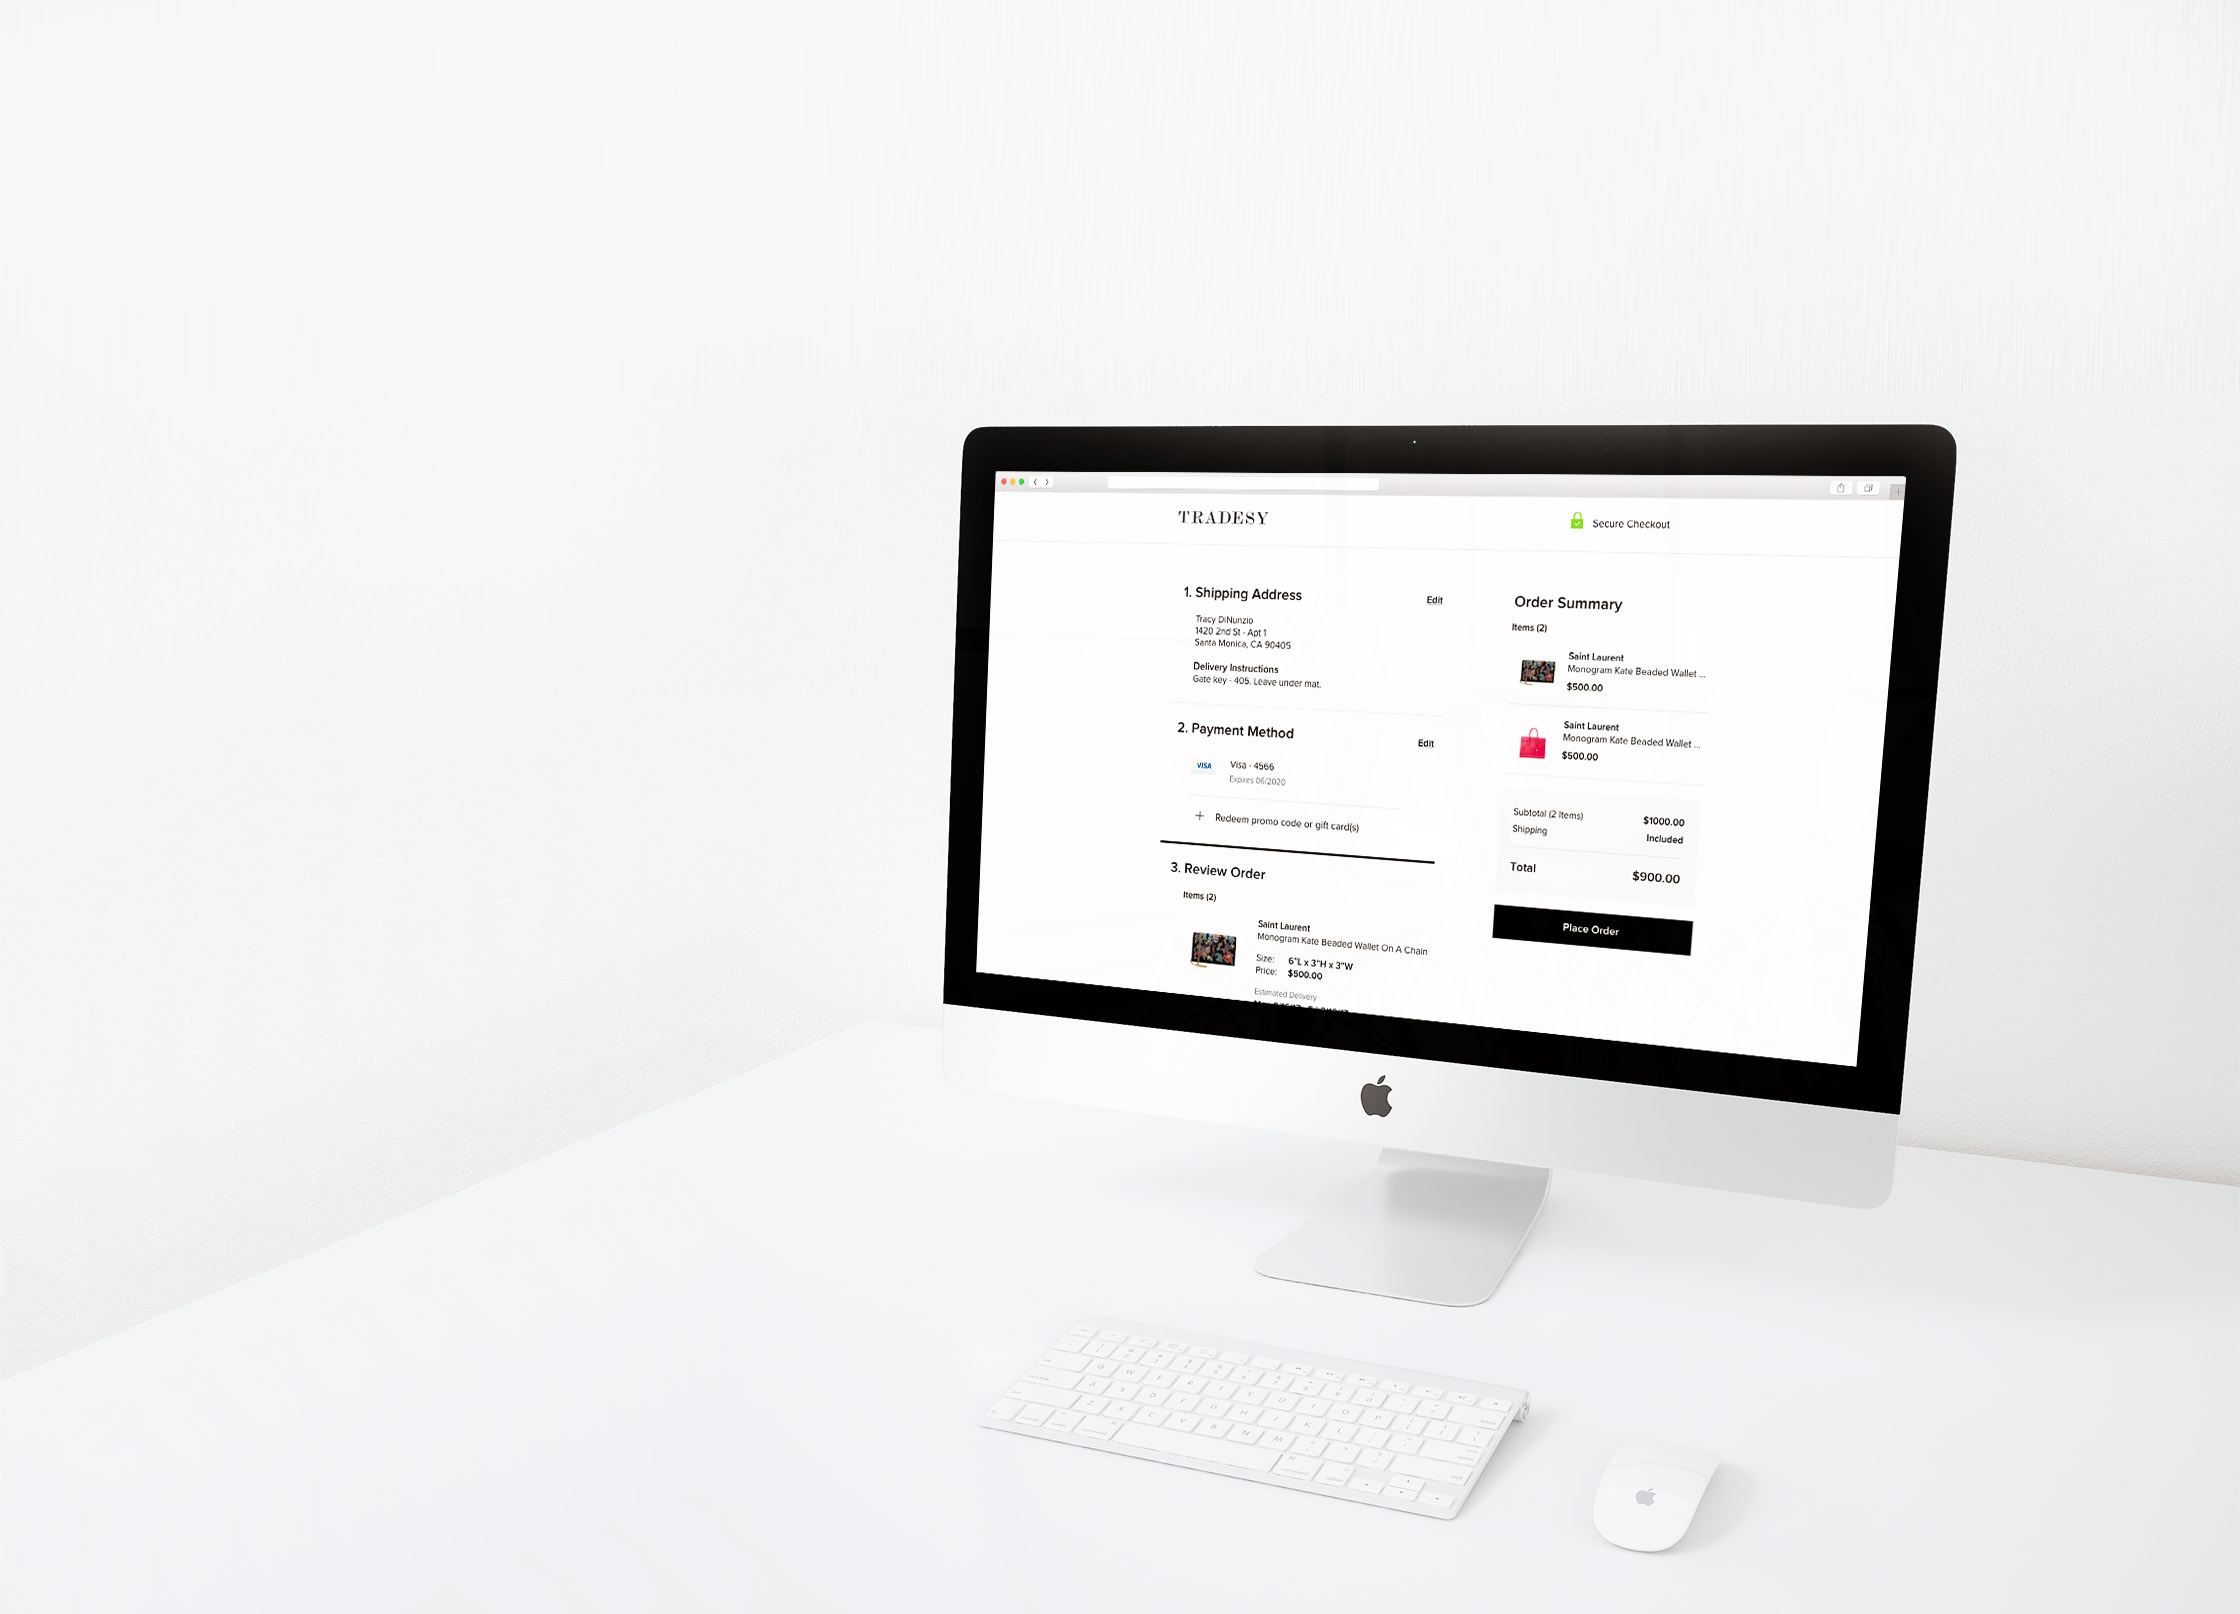 TRADESY
Secure Checkout
1. Shipping Address
Edit
Tracy DiNunzio
1420 2nd St - Apt 1
Santa Monica, CA 90405
Delivery Instructions
Gate key - 405. Leave under mat.
2. Payment Method
Edit
VISA
Visa - 4566
Expires 06/2020
+ Redeem promo code or gift card(s)
3. Review Order
Items (2)
Saint Laurent
Monogram Kate Beaded Wallet On A Chain
Size: 6"L x 3"H x 3"W
Price: $500.00
Estimated Delivery
Order Summary
Items (2)
Saint Laurent
Monogram Kate Beaded Wallet ...
$500.00
Saint Laurent
Monogram Kate Beaded Wallet ...
$500.00
Subtotal (2 Items) $1000.00
Shipping Included
Total $900.00
Place Order
Q W E R T Y U I O P
A S D F G H J K L
Z X C V B N M
command
command